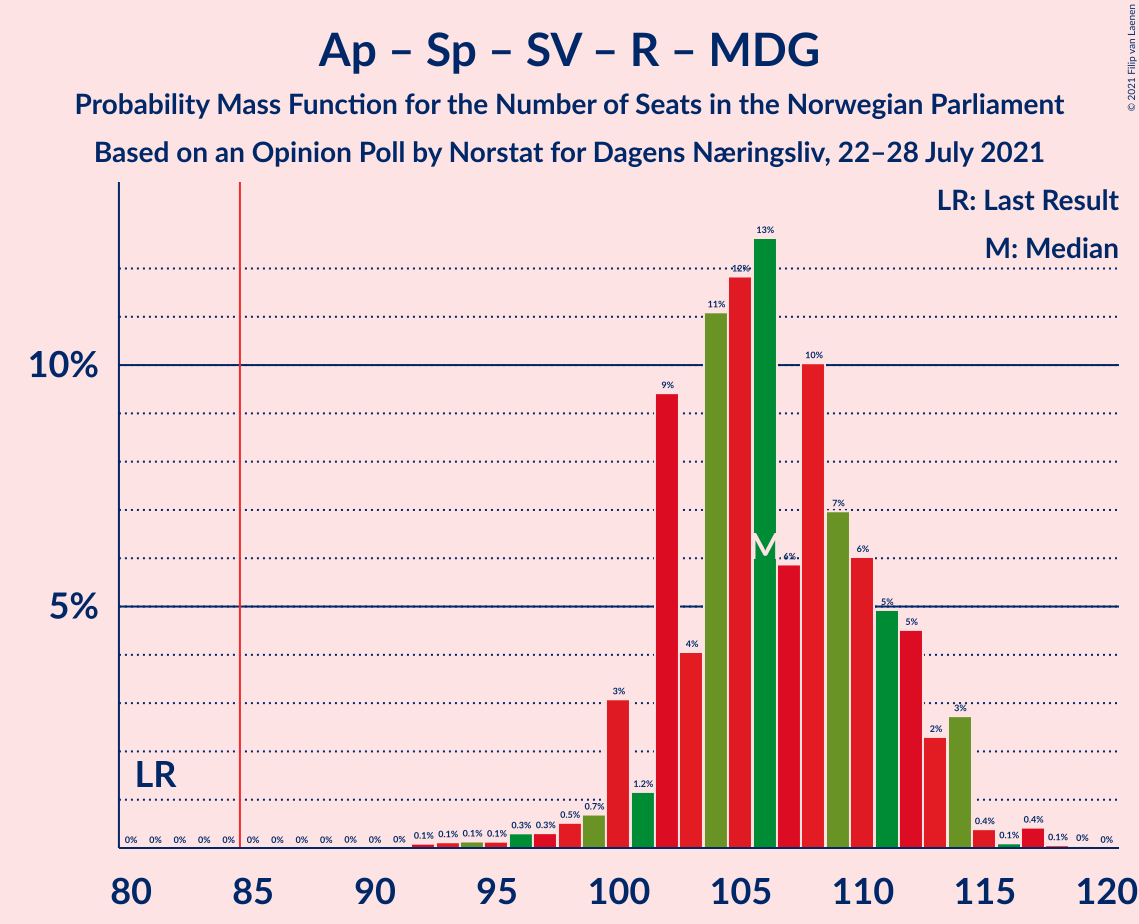 Ap – Sp – SV – R – MDG
Probability Mass Function for the Number of Seats in the Norwegian Parliament
Based on an Opinion Poll by Norstat for Dagens Næringsliv, 22–28 July 2021
© 2021 Filip van Laenen
LR: Last Result
M: Median
10%
5%
LR
M
0% 0% 0% 0% 0% 0% 0% 0% 0% 0% 0% 0% 0.1% 0.1% 0.1% 0.1% 0.3% 0.3% 0.5% 0.7% 3% 1.2% 9% 4% 11% 12% 13% 6% 10% 7% 6% 5% 5% 2% 3% 0.4% 0.1% 0.4% 0.1% 0% 0%
80 85 90 95 100 105 110 115 120